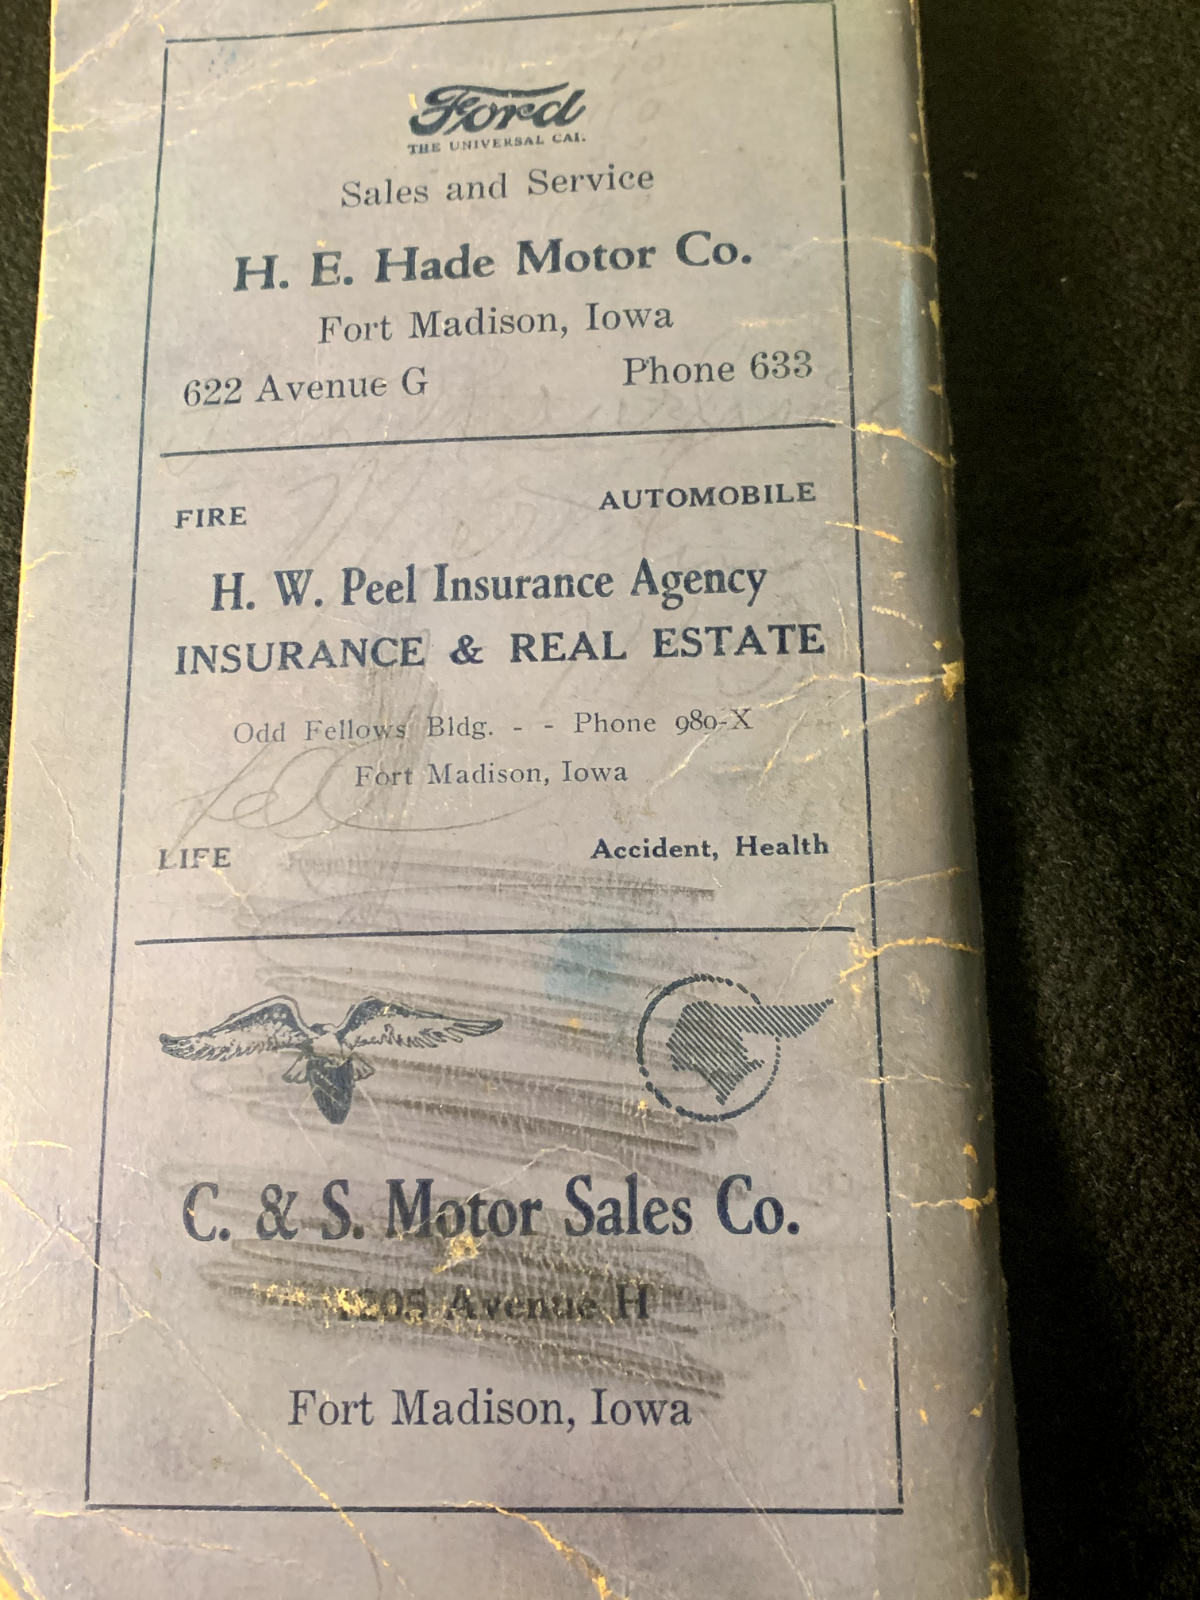 Ford
THE UNIVERSAL CAR.
Sales and Service
H. E. Hade Motor Co.
Fort Madison, Iowa
622 Avenue G Phone 633
FIRE AUTOMOBILE
H. W. Peel Insurance Agency
INSURANCE & REAL ESTATE
Odd Fellows Bldg. - - Phone 989-X
Fort Madison, Iowa
LIFE Accident, Health
C. & S. Motor Sales Co.
1205 Avenue H
Fort Madison, Iowa